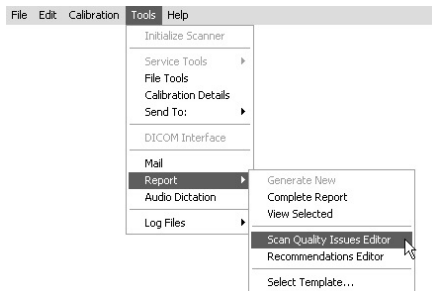 File Edit Calibration Tools Help
Initialize Scanner
Service Tools
File Tools
Calibration Details
Send To:
DICOM Interface
Mail
Report
Audio Dictation
Log Files
Generate New
Complete Report
View Selected
Scan Quality Issues Editor
Recommendations Editor
Select Template...